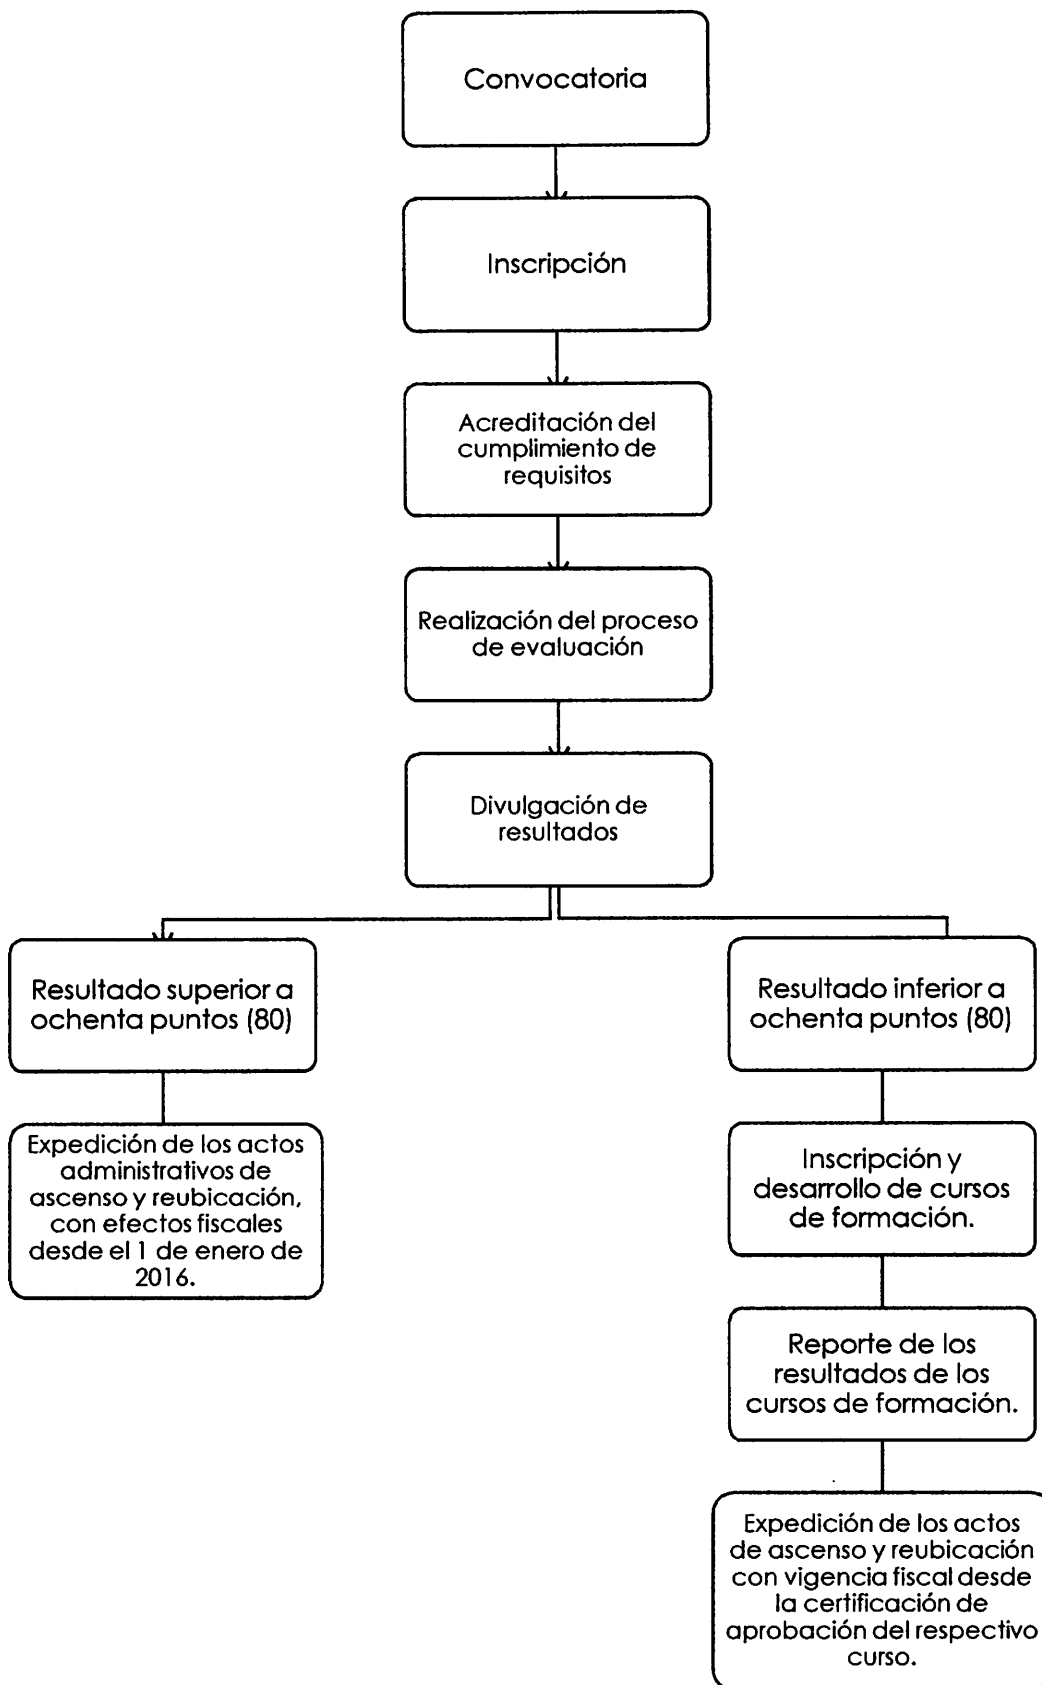 Convocatoria
Inscripción
Acreditación del
cumplimiento de
requisitos
Realización del proceso
de evaluación
Divulgación de
resultados
Resultado superior a
ochenta puntos (80)
Expedición de los actos
administrativos de
ascenso y reubicación,
con efectos fiscales
desde el 1 de enero de
2016.
Resultado inferior a
ochenta puntos (80)
Inscripción y
desarrollo de cursos
de formación.
Reporte de los
resultados de los
cursos de formación.
Expedición de los actos
de ascenso y reubicación
con vigencia fiscal desde
la certificación de
aprobación del respectivo
curso.